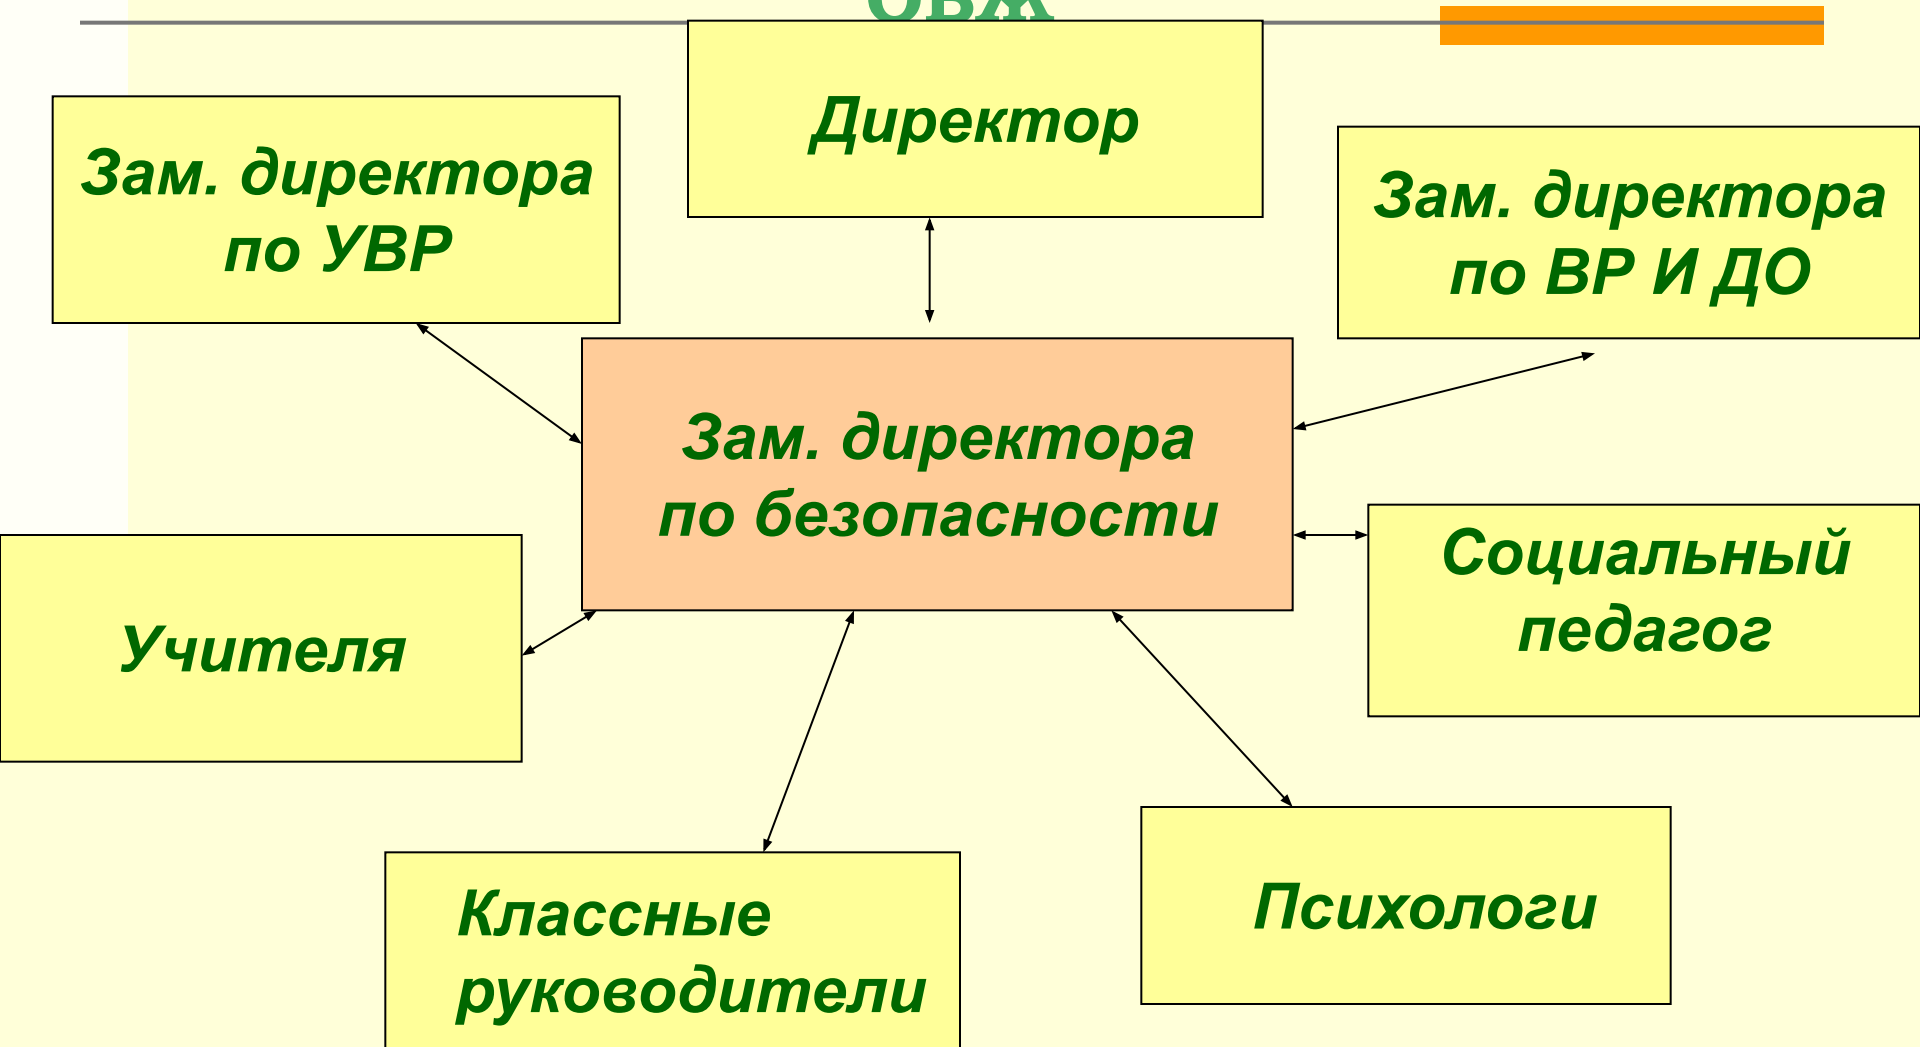 Директор
Зам. директора
по УВР
Зам. директора
по ВР И ДО
Зам. директора
по безопасности
Социальный
педагог
Учителя
Классные
руководители
Психологи